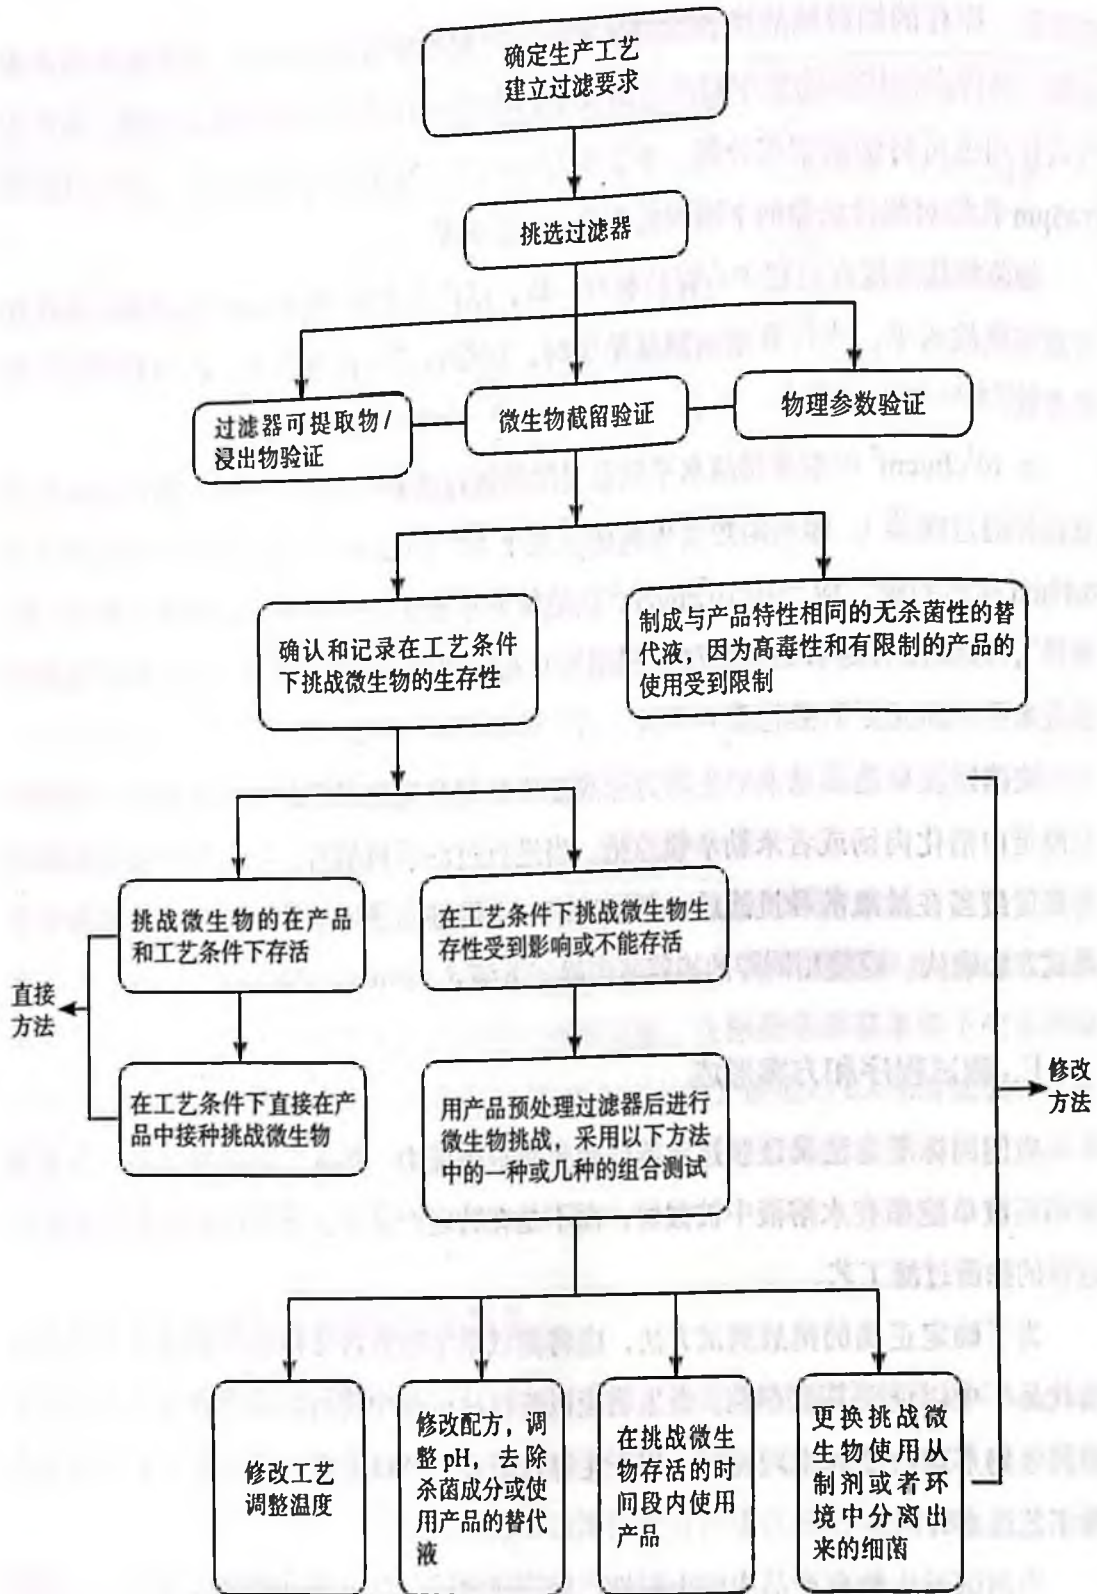 确定生产工艺
建立过滤要求
挑选过滤器
过滤器可提取物/
浸出物验证
微生物截留验证
物理参数验证
确认和记录在工艺条件
下挑战微生物的生存性
制成与产品特性相同的无杀菌性的替
代液，因为高毒性和有限制的产品的
使用受到限制
挑战微生物的在产品
和工艺条件下存活
在工艺条件下挑战微生物生
存性受到影响或不能存活
直接
方法
在工艺条件下直接在产
品中接种挑战微生物
用产品预处理过滤器后进行
微生物挑战，采用以下方法
中的一种或几种的组合测试
修改
方法
修改工艺
调整温度
修改配方，调
整 pH，去除
杀菌成分或使
用产品的替代
液
在挑战微生
物存活的时
间段内使用
产品
更换挑战微
生物使用从
制剂或者环
境中分离出
来的细菌